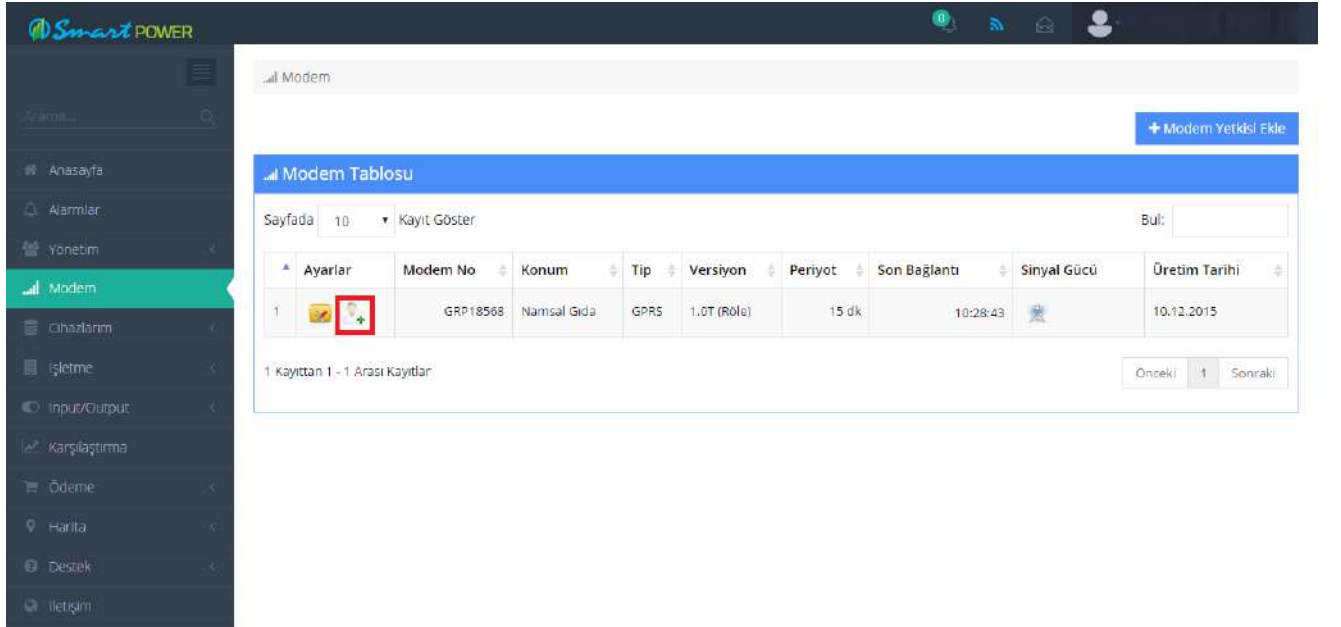 Smart POWER
0
Modem
Arama...
+ Modem Yetkisi Ekle
Anasayfa
Alarmlar
Yönetim
Modem
Cihazlarım
İşletme
Input/Output
Karşılaştırma
Ödeme
Harita
Destek
İletişim
Modem Tablosu
Sayfada 10 Kayıt Göster
Bul:
Ayarlar Modem No Konum Tip Versiyon Periyot Son Bağlantı Sinyal Gücü Üretim Tarihi
1 GRP18568 Namsal Gıda GPRS 1.0T (Röle) 15 dk 10:28:43 10.12.2015
1 Kayıttan 1 - 1 Arası Kayıtlar
Önceki 1 Sonraki